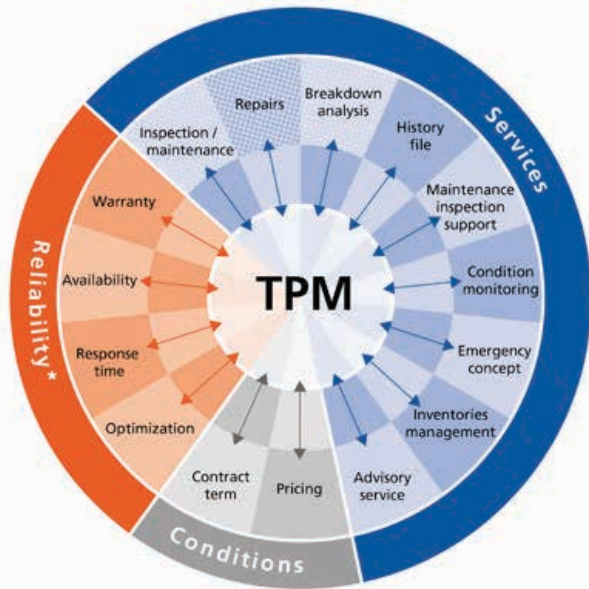 TPM
Services
Inspection /
maintenance
Repairs
Breakdown
analysis
History
file
Maintenance
inspection
support
Condition
monitoring
Emergency
concept
Inventories
management
Advisory
service
Conditions
Pricing
Contract
term
Reliability*
Optimization
Response
time
Availability
Warranty